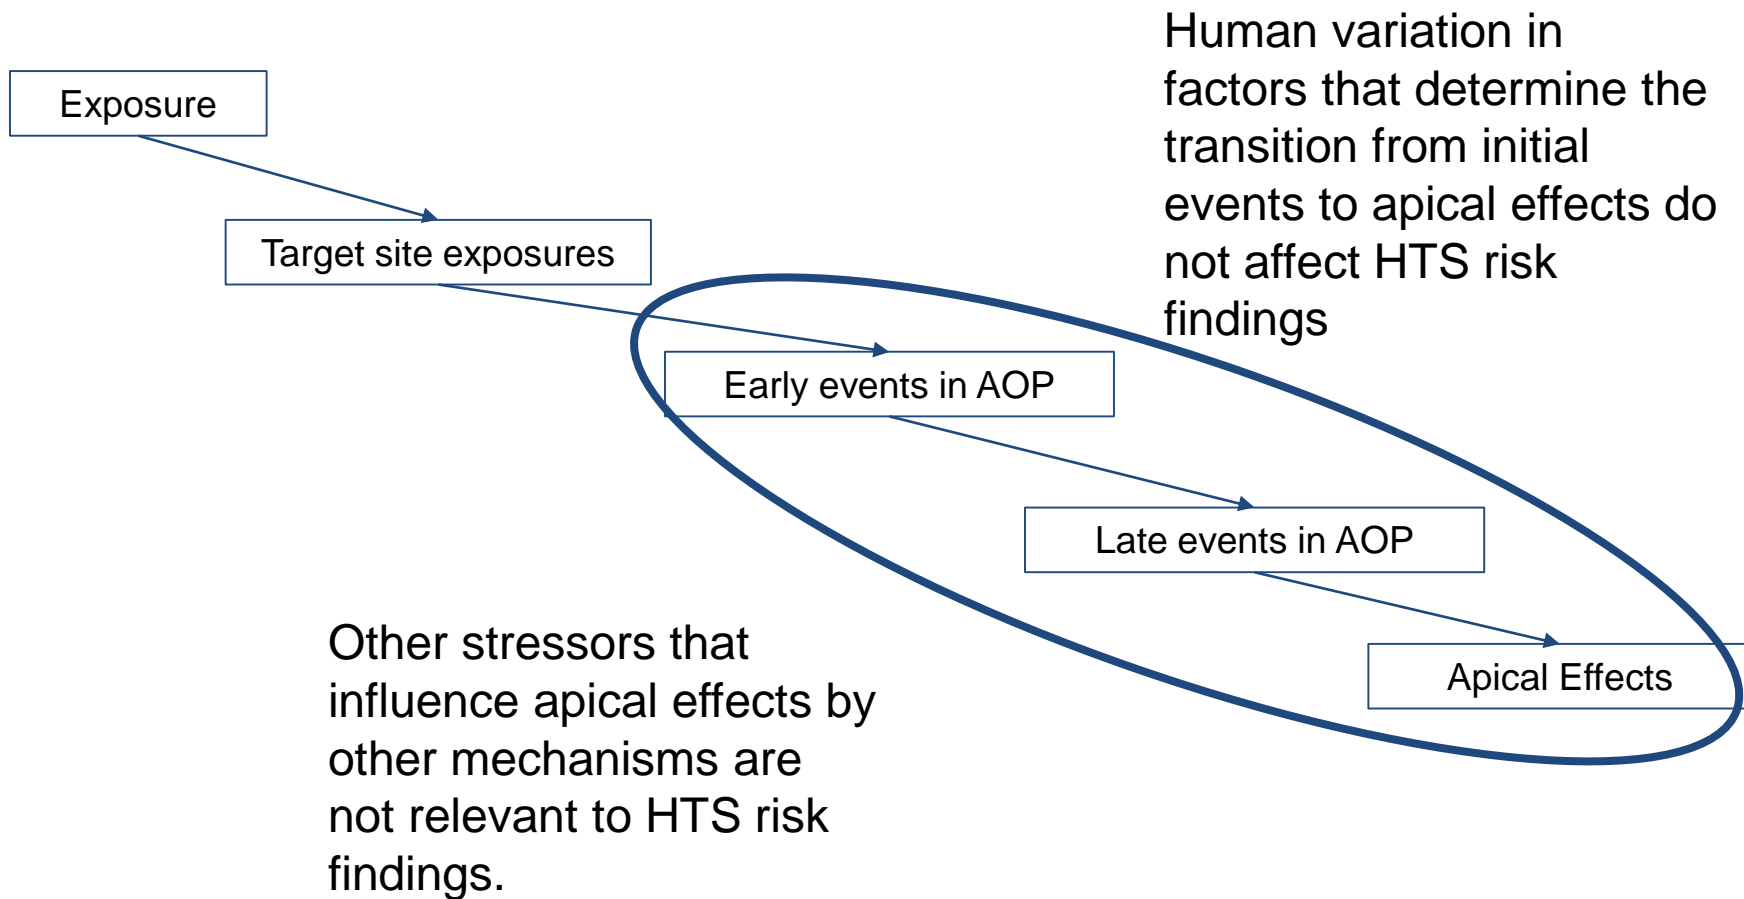 Human variation in
factors that determine the
transition from initial
events to apical effects do
not affect HTS risk
findings
Exposure
Target site exposures
Early events in AOP
Late events in AOP
Apical Effects
Other stressors that
influence apical effects by
other mechanisms are
not relevant to HTS risk
findings.